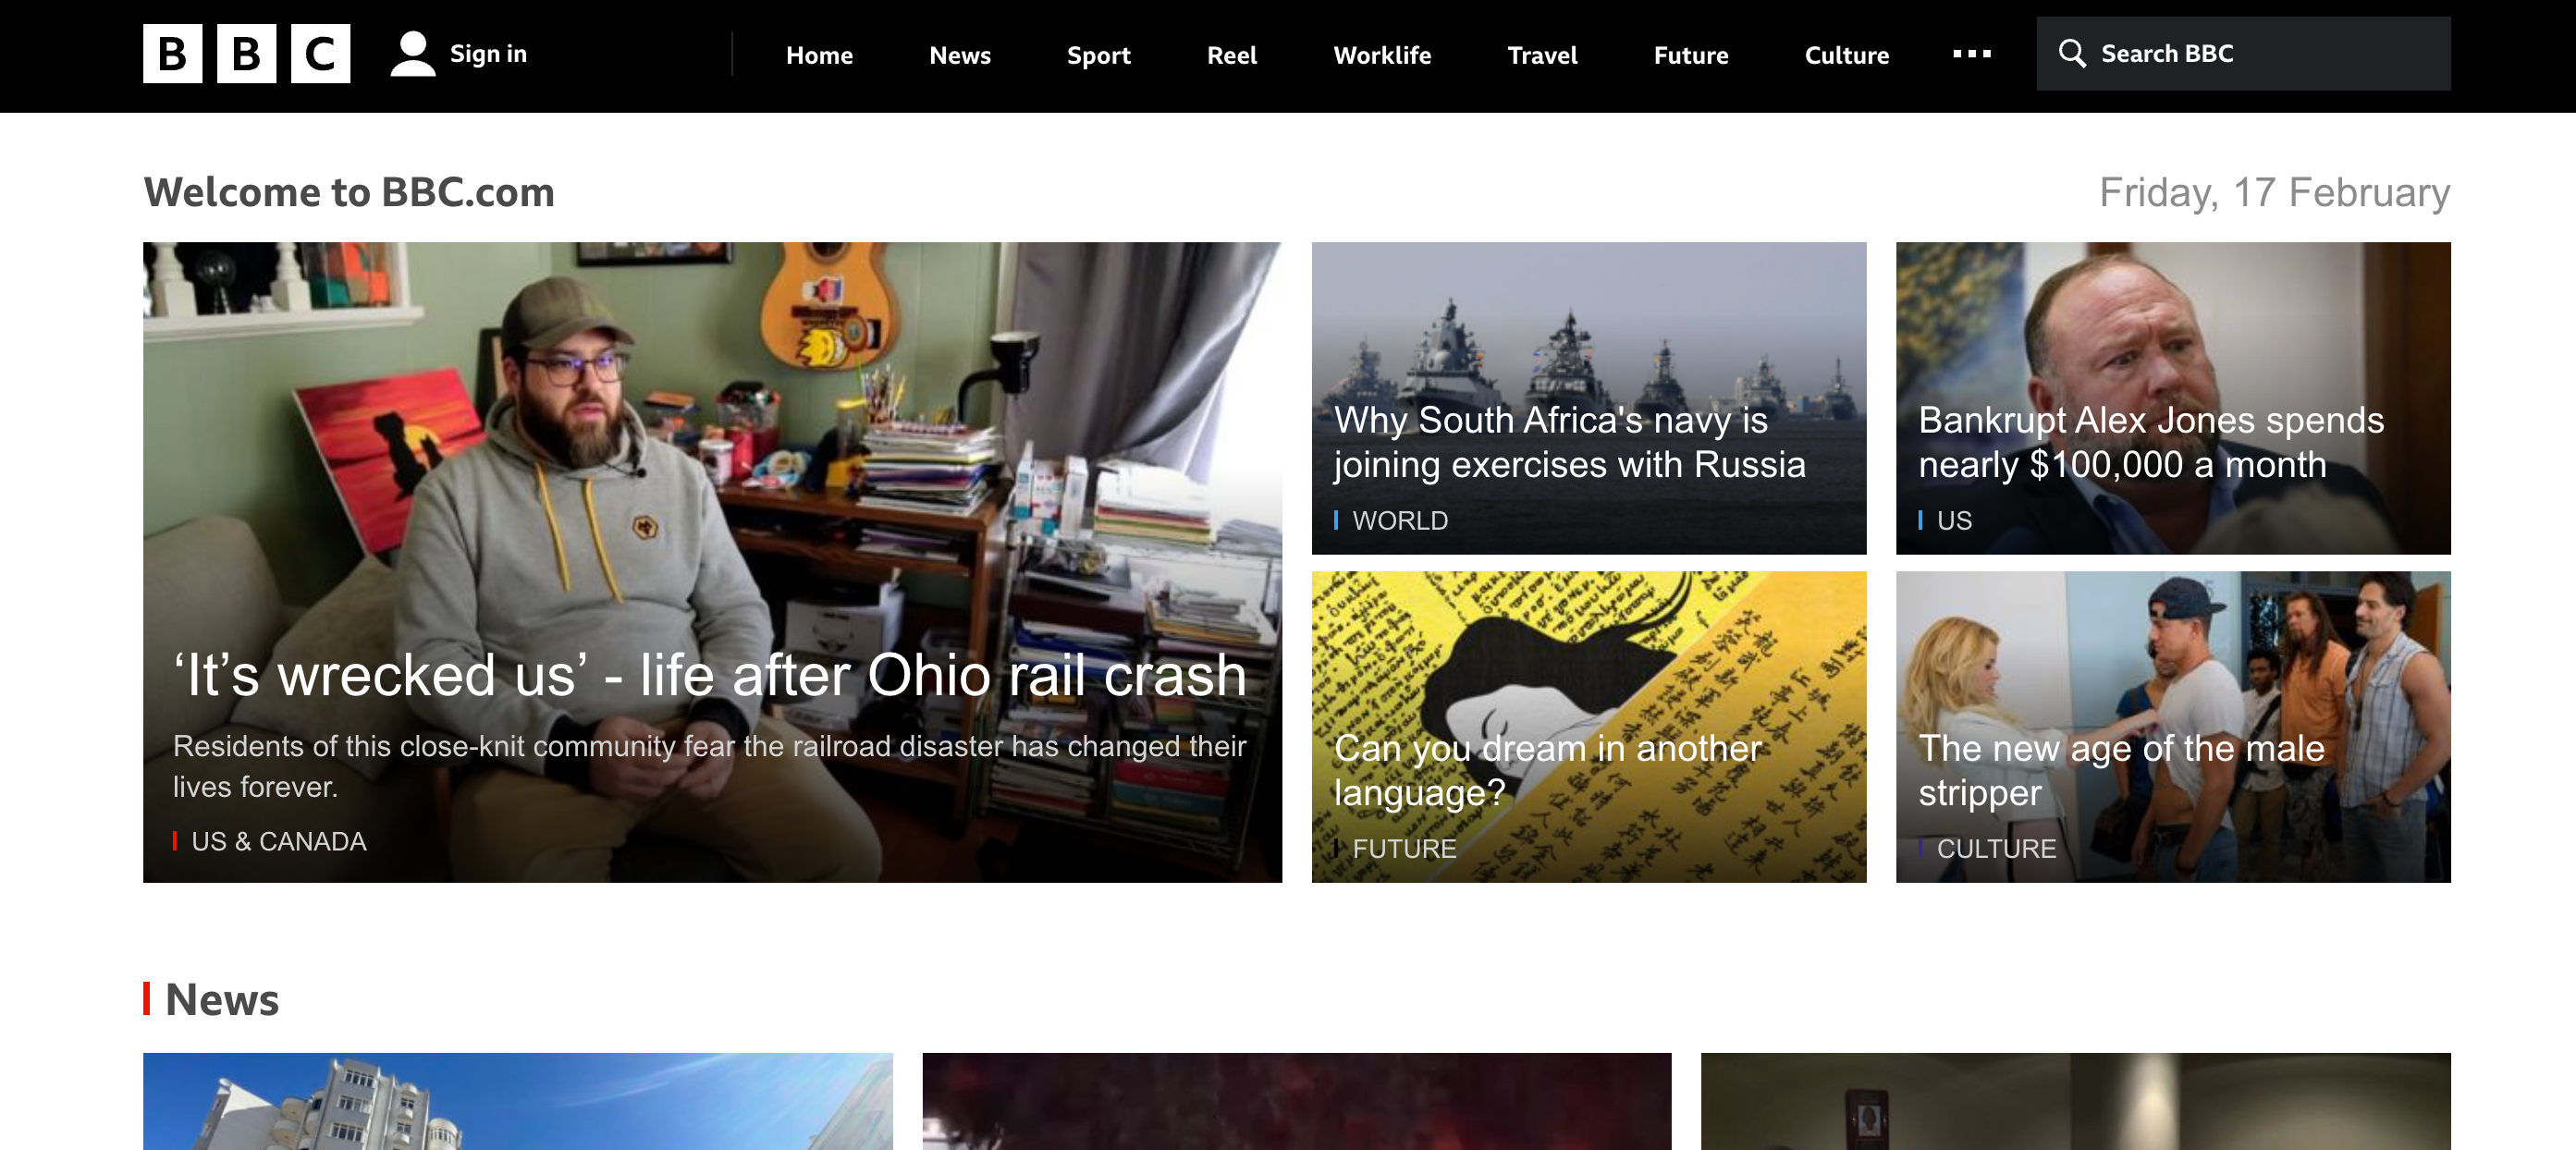 BBC
Sign in
Home
News
Sport
Reel
Worklife
Travel
Future
Culture
Search BBC
Welcome to BBC.com
Friday, 17 February
‘It’s wrecked us’ - life after Ohio rail crash
Residents of this close-knit community fear the railroad disaster has changed their
lives forever.
US & CANADA
Why South Africa's navy is
joining exercises with Russia
WORLD
Bankrupt Alex Jones spends
nearly $100,000 a month
US
Can you dream in another
language?
FUTURE
The new age of the male
stripper
CULTURE
News